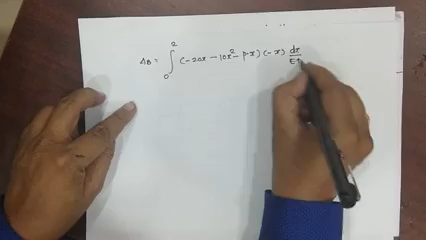 ΔB = ∫₀² (-20x - 10x² - P·x) (-x) dx/EI